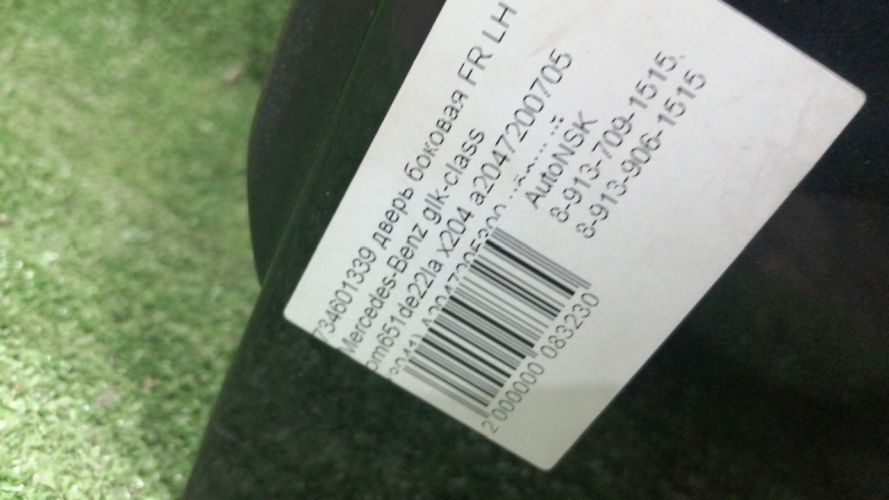 734601339 дверь боковая FR LH
Mercedes-Benz glk-class
om651de22la x204 a2047200705
A2047205300
AutoNSK
8-913-709-1515,
8-913-906-1515
2000000 083230